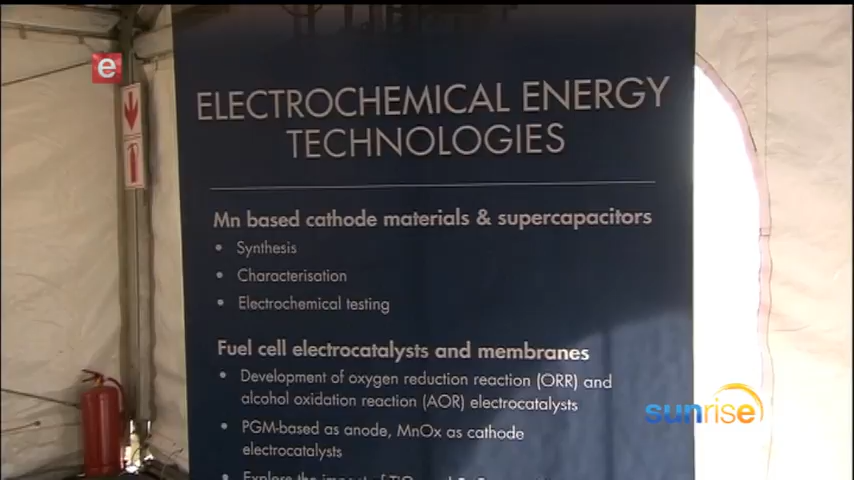 e
ELECTROCHEMICAL ENERGY
TECHNOLOGIES
Mn based cathode materials & supercapacitors
• Synthesis
• Characterisation
• Electrochemical testing
Fuel cell electrocatalysts and membranes
• Development of oxygen reduction reaction (ORR) and
alcohol oxidation reaction (AOR) electrocatalysts
• PGM-based as anode, MnOx as cathode
electrocatalysts
sunrise